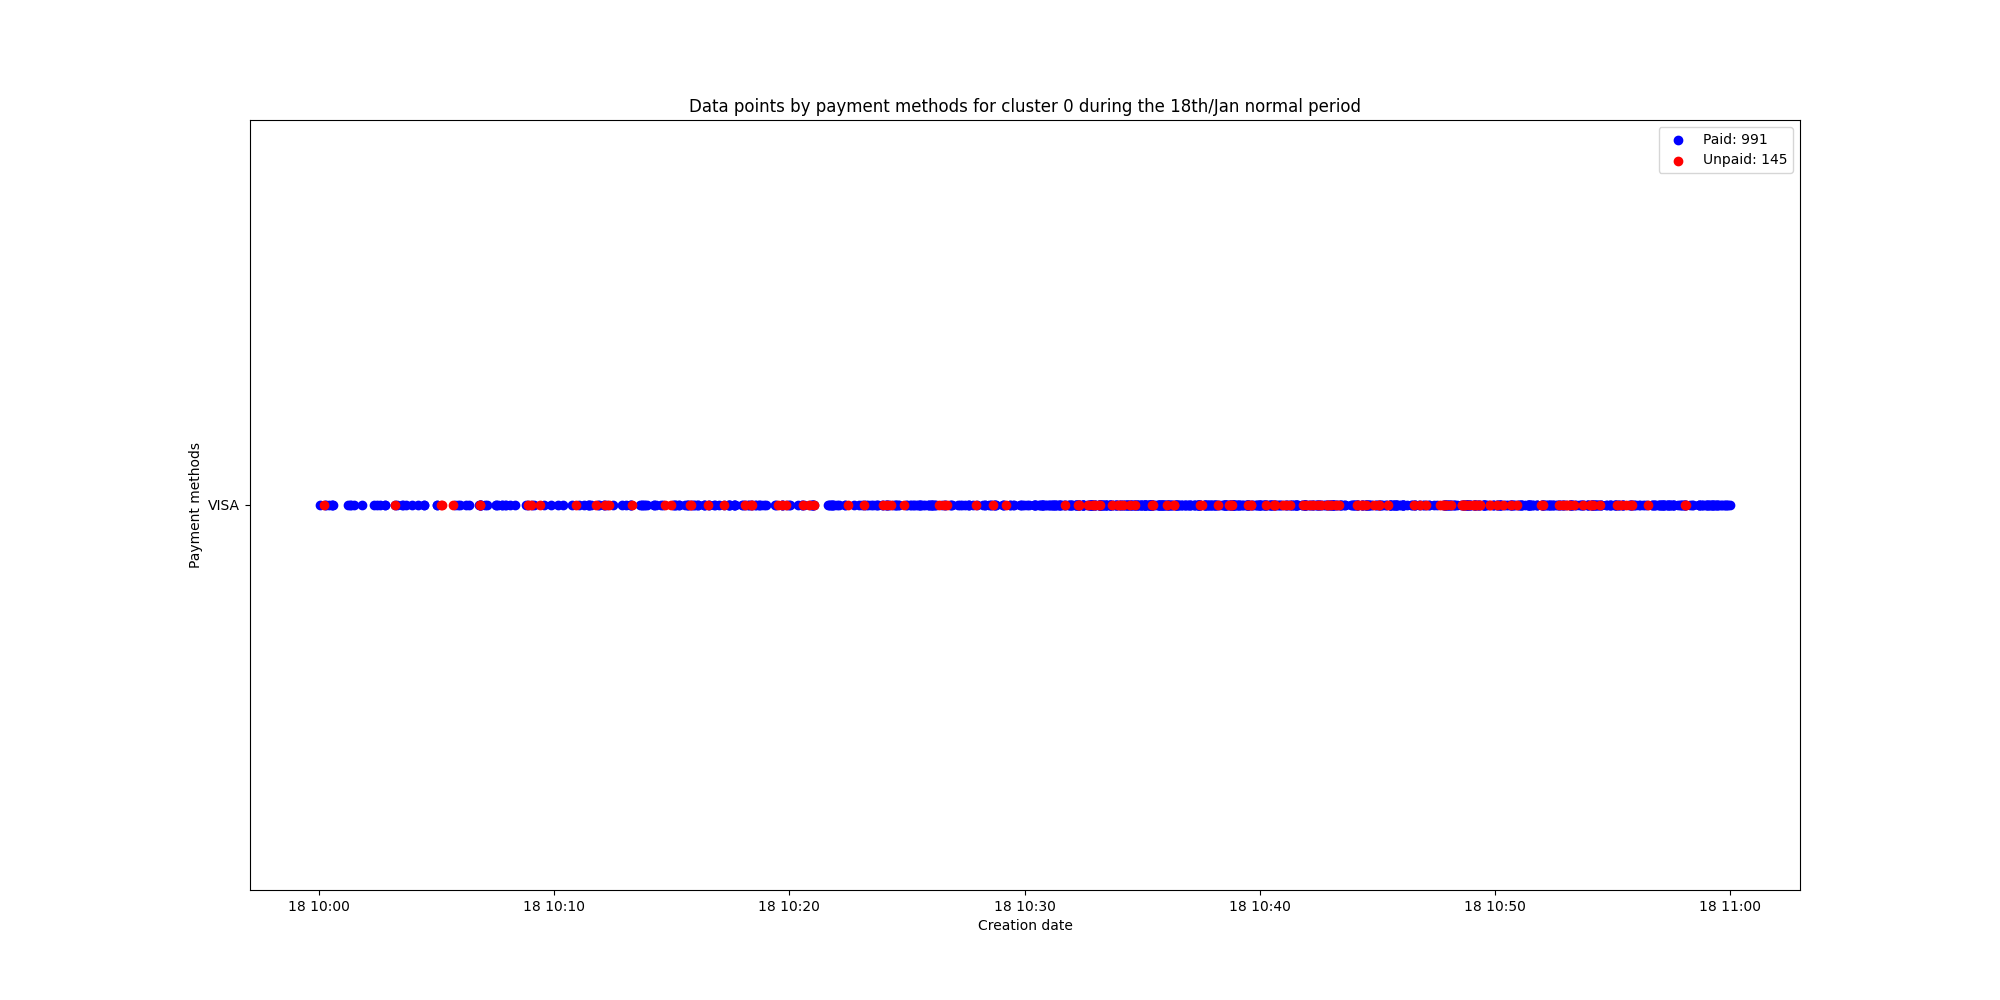 Data points by payment methods for cluster 0 during the 18th/Jan normal period
Paid: 991
Unpaid: 145
Payment methods
VISA
18 10:00 18 10:10 18 10:20 18 10:30 18 10:40 18 10:50 18 11:00
Creation date